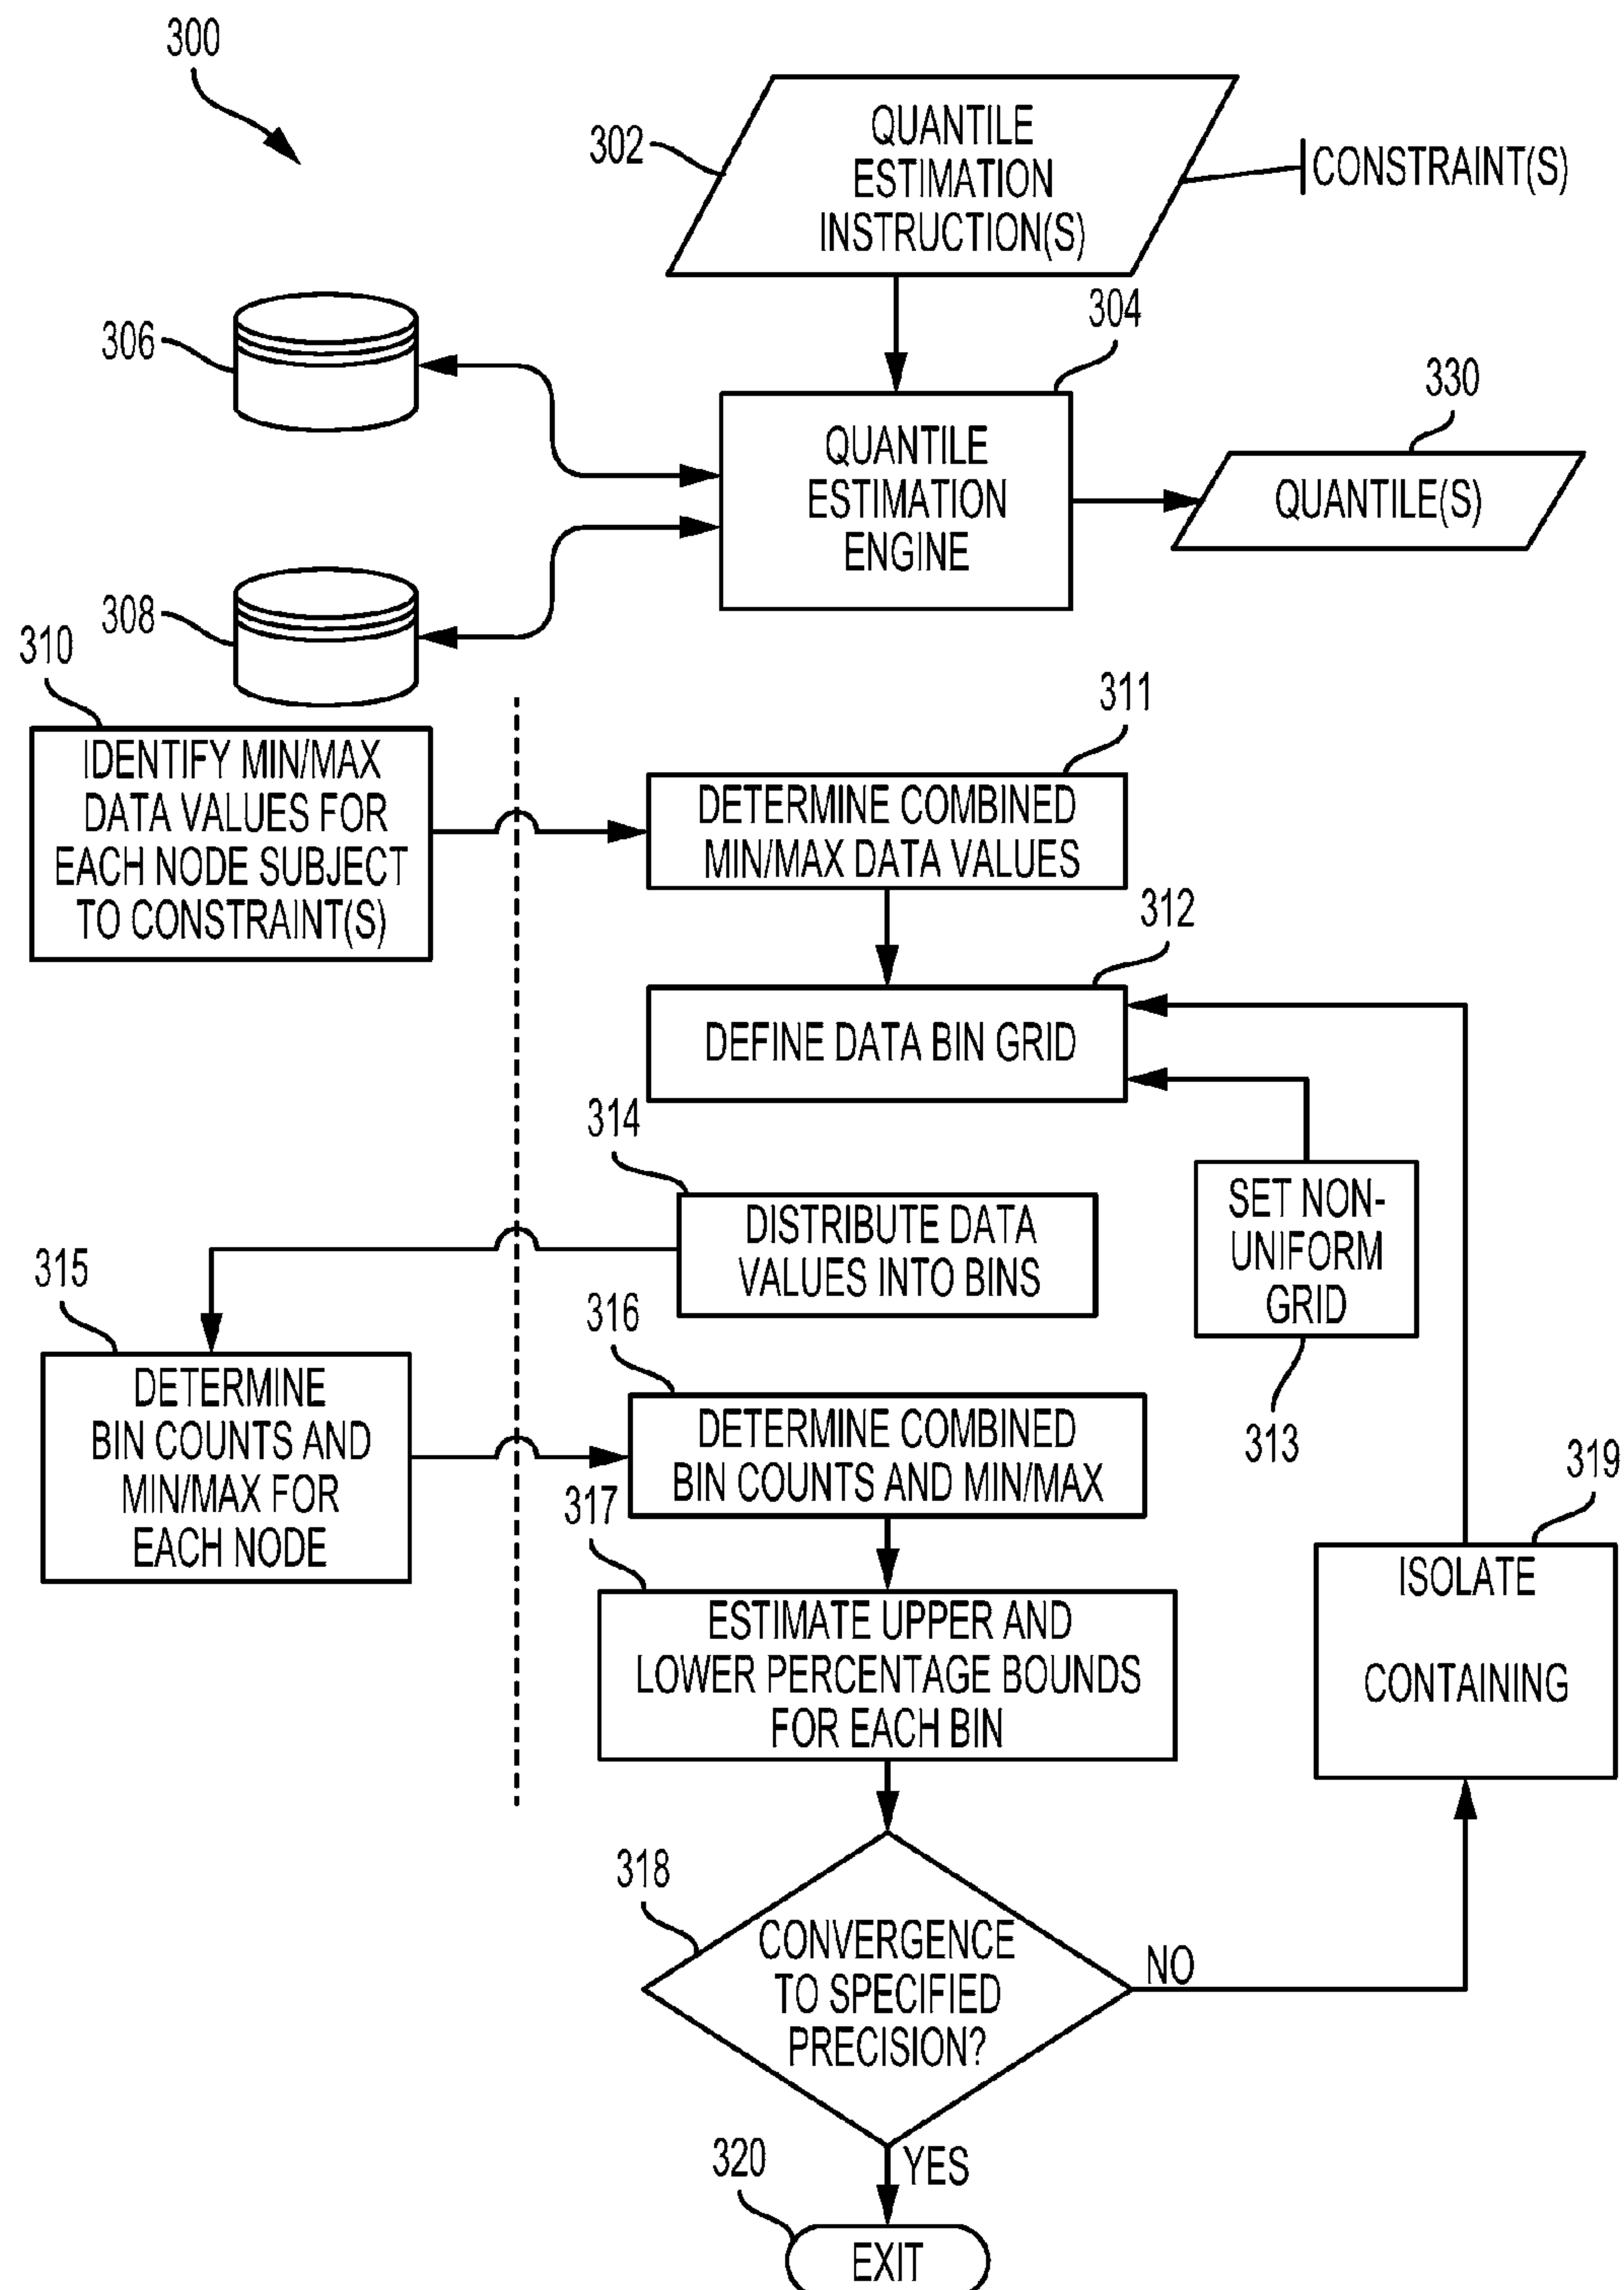 300
302
QUANTILE
ESTIMATION
INSTRUCTION(S)
CONSTRAINT(S)
304
306
QUANTILE
ESTIMATION
ENGINE
330
QUANTILE(S)
308
310
IDENTIFY MIN/MAX
DATA VALUES FOR
EACH NODE SUBJECT
TO CONSTRAINT(S)
311
DETERMINE COMBINED
MIN/MAX DATA VALUES
312
DEFINE DATA BIN GRID
314
DISTRIBUTE DATA
VALUES INTO BINS
SET NON-
UNIFORM
GRID
313
315
DETERMINE
BIN COUNTS AND
MIN/MAX FOR
EACH NODE
316
DETERMINE COMBINED
BIN COUNTS AND MIN/MAX
317
ESTIMATE UPPER AND
LOWER PERCENTAGE BOUNDS
FOR EACH BIN
319
ISOLATE
CONTAINING
318
CONVERGENCE
TO SPECIFIED
PRECISION?
NO
YES
320
EXIT